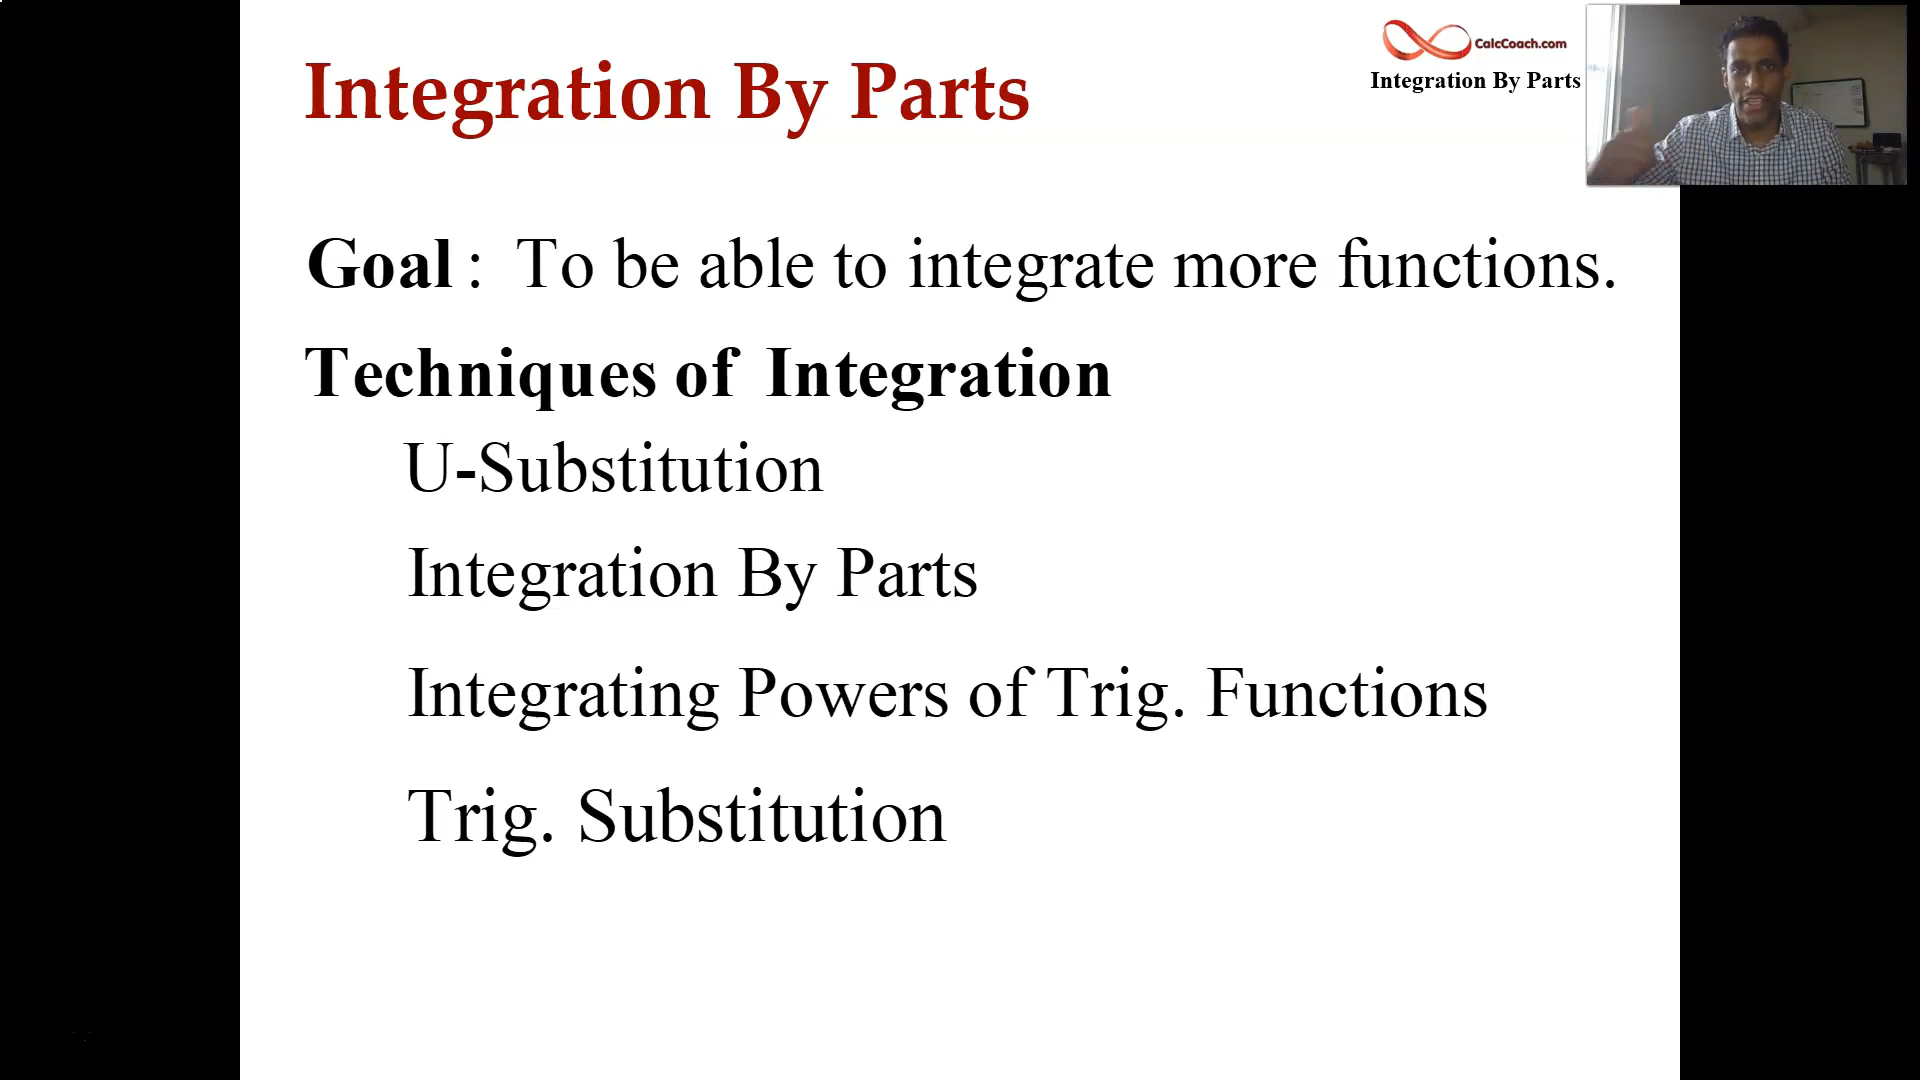 Integration By Parts
CalcCoach.com
Integration By Parts
Goal : To be able to integrate more functions.
Techniques of Integration
U-Substitution
Integration By Parts
Integrating Powers of Trig. Functions
Trig. Substitution